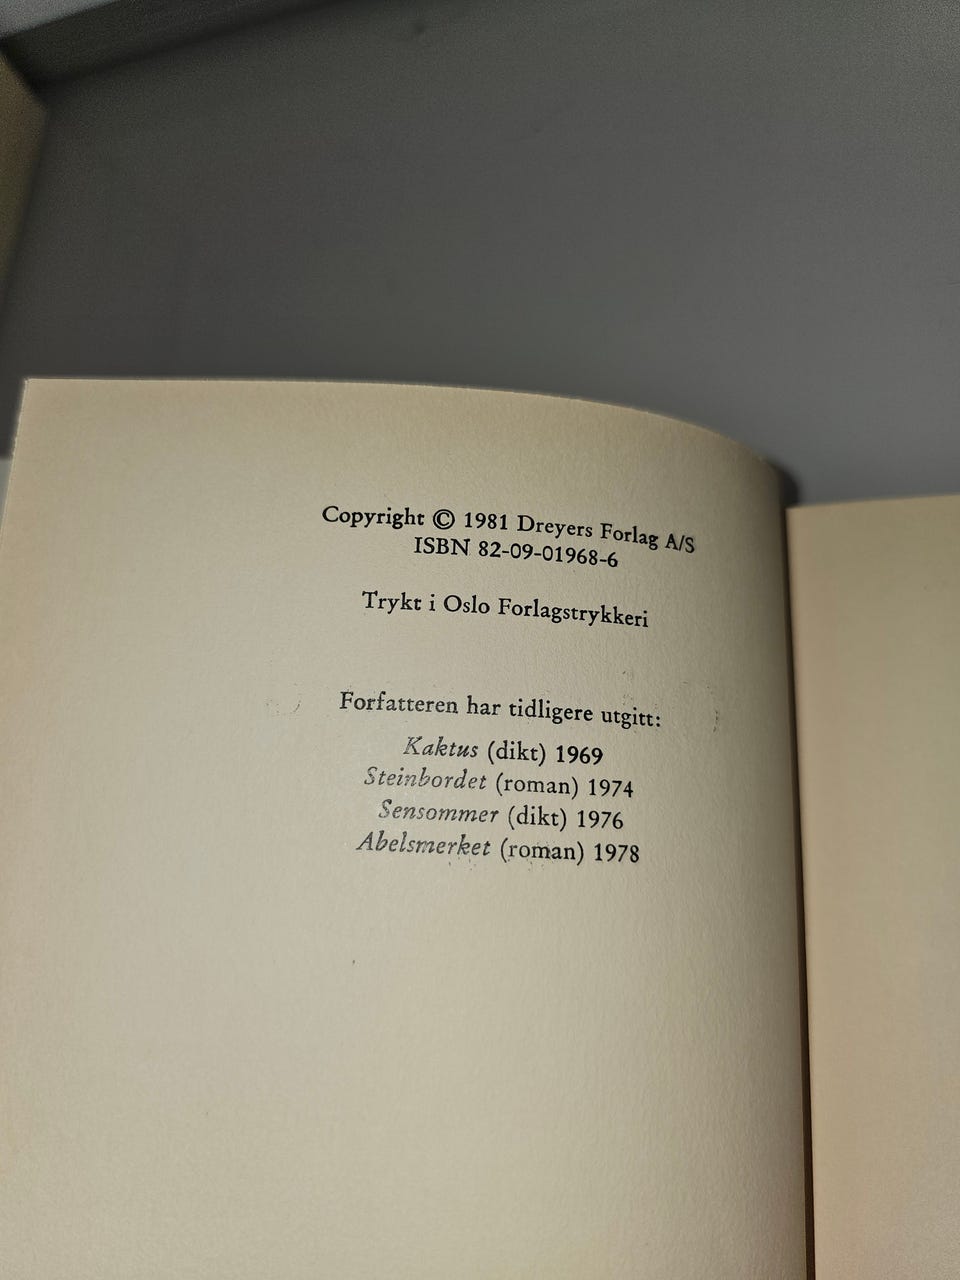 Copyright © 1981 Dreyers Forlag A/S
ISBN 82-09-01968-6
Trykt i Oslo Forlagstrykkeri
Forfatteren har tidligere utgitt:
Kaktus (dikt) 1969
Steinbordet (roman) 1974
Sensommer (dikt) 1976
Abelsmerket (roman) 1978